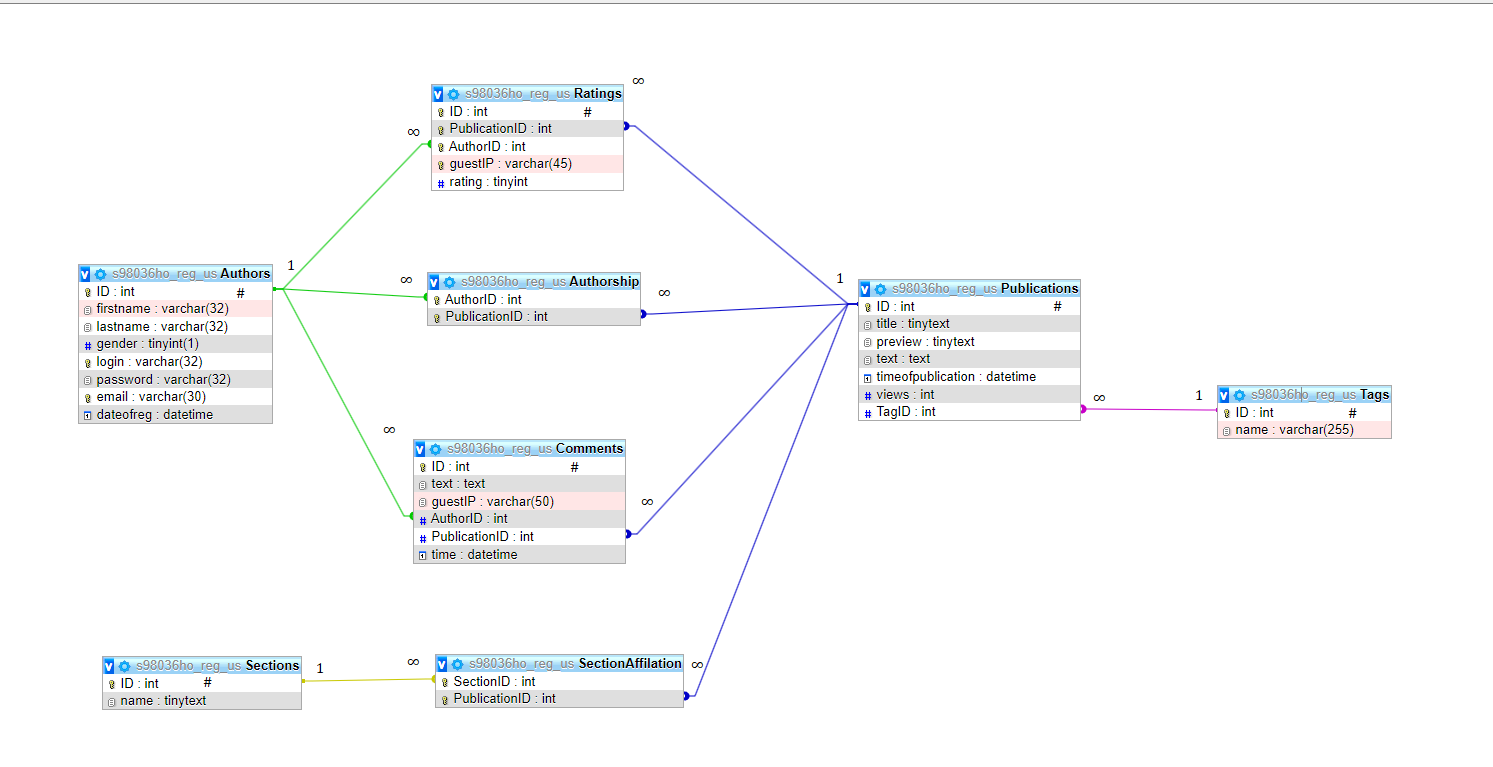 ∞
s98036ho_reg_us Ratings
ID : int #
PublicationID : int
∞
AuthorID : int
guestIP : varchar(45)
rating : tinyint
s98036ho_reg_us Authors
ID : int #
firstname : varchar(32)
lastname : varchar(32)
gender : tinyint(1)
login : varchar(32)
password : varchar(32)
email : varchar(30)
dateofreg : datetime
1
∞
s98036ho_reg_us Authorship
AuthorID : int
PublicationID : int
∞
1
s98036ho_reg_us Publications
ID : int #
title : tinytext
preview : tinytext
text : text
timeofpublication : datetime
views : int
TagID : int
∞
1
s98036ho_reg_us Tags
ID : int #
name : varchar(255)
∞
s98036ho_reg_us Comments
ID : int #
text : text
guestIP : varchar(50)
AuthorID : int
PublicationID : int
time : datetime
∞
s98036ho_reg_us Sections
ID : int #
name : tinytext
1
∞
s98036ho_reg_us SectionAffilation
SectionID : int
PublicationID : int
∞